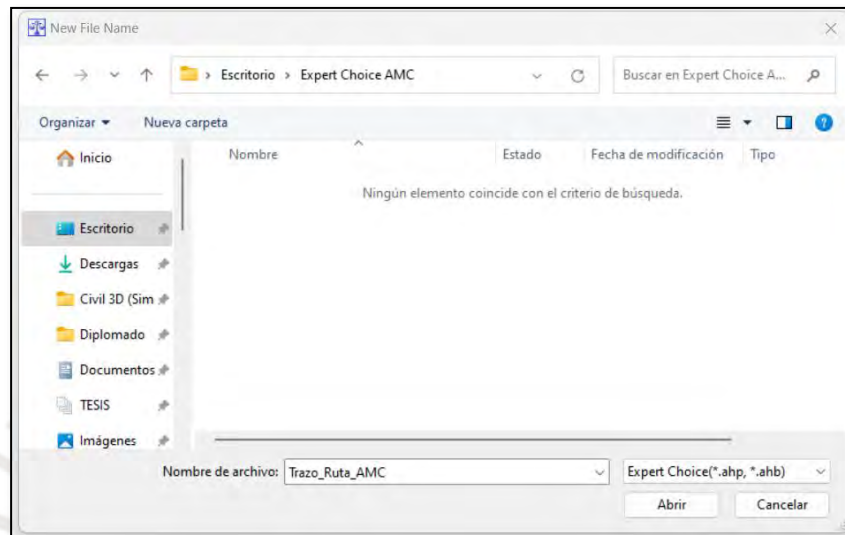 New File Name
Escritorio > Expert Choice AMC
Buscar en Expert Choice A...
Organizar
Nueva carpeta
Inicio
Nombre
Estado
Fecha de modificación
Tipo
Ningún elemento coincide con el criterio de búsqueda.
Escritorio
Descargas
Civil 3D (Sim
Diplomado
Documentos
TESIS
Imágenes
Nombre de archivo: Trazo_Ruta_AMC
Expert Choice(*.ahp, *.ahb)
Abrir
Cancelar